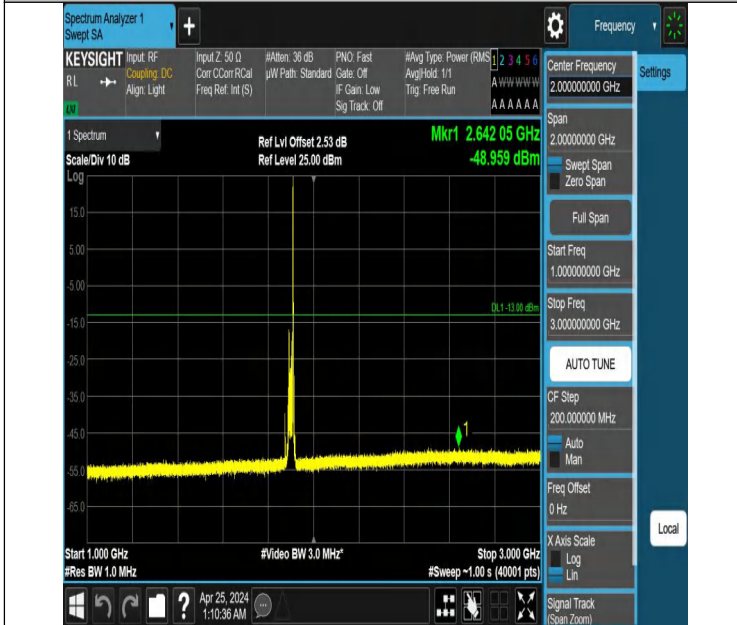 Spectrum Analyzer 1
Swept SA
+
Frequency
KEYSIGHT
RL
Input: RF
Coupling: DC
Align: Light
Input Z: 50 Ω
Corr CCorr RCal
Freq Ref: Int (S)
#Atten: 36 dB
µW Path: Standard
PNO: Fast
Gate: Off
IF Gain: Low
Sig Track: Off
#Avg Type: Power (RMS
Avg|Hold: 1/1
Trig: Free Run
1 2 3 4 5 6
A W W W W W
A A A A A A
1 Spectrum
Scale/Div 10 dB
Ref Lvl Offset 2.53 dB
Ref Level 25.00 dBm
Mkr1 2.642 05 GHz
-48.959 dBm
Log
15.0
5.00
-5.00
DL1 -13.00 dBm
-15.0
-25.0
-35.0
-45.0
1
-55.0
-65.0
Start 1.000 GHz
#Res BW 1.0 MHz
#Video BW 3.0 MHz*
Stop 3.000 GHz
#Sweep ~1.00 s (40001 pts)
Center Frequency
2.000000000 GHz
Settings
Span
2.00000000 GHz
Swept Span
Zero Span
Full Span
Start Freq
1.000000000 GHz
Stop Freq
3.000000000 GHz
AUTO TUNE
CF Step
200.000000 MHz
Auto
Man
Freq Offset
0 Hz
X Axis Scale
Log
Lin
Local
Signal Track
(Span Zoom)
?
Apr 25, 2024
1:10:36 AM